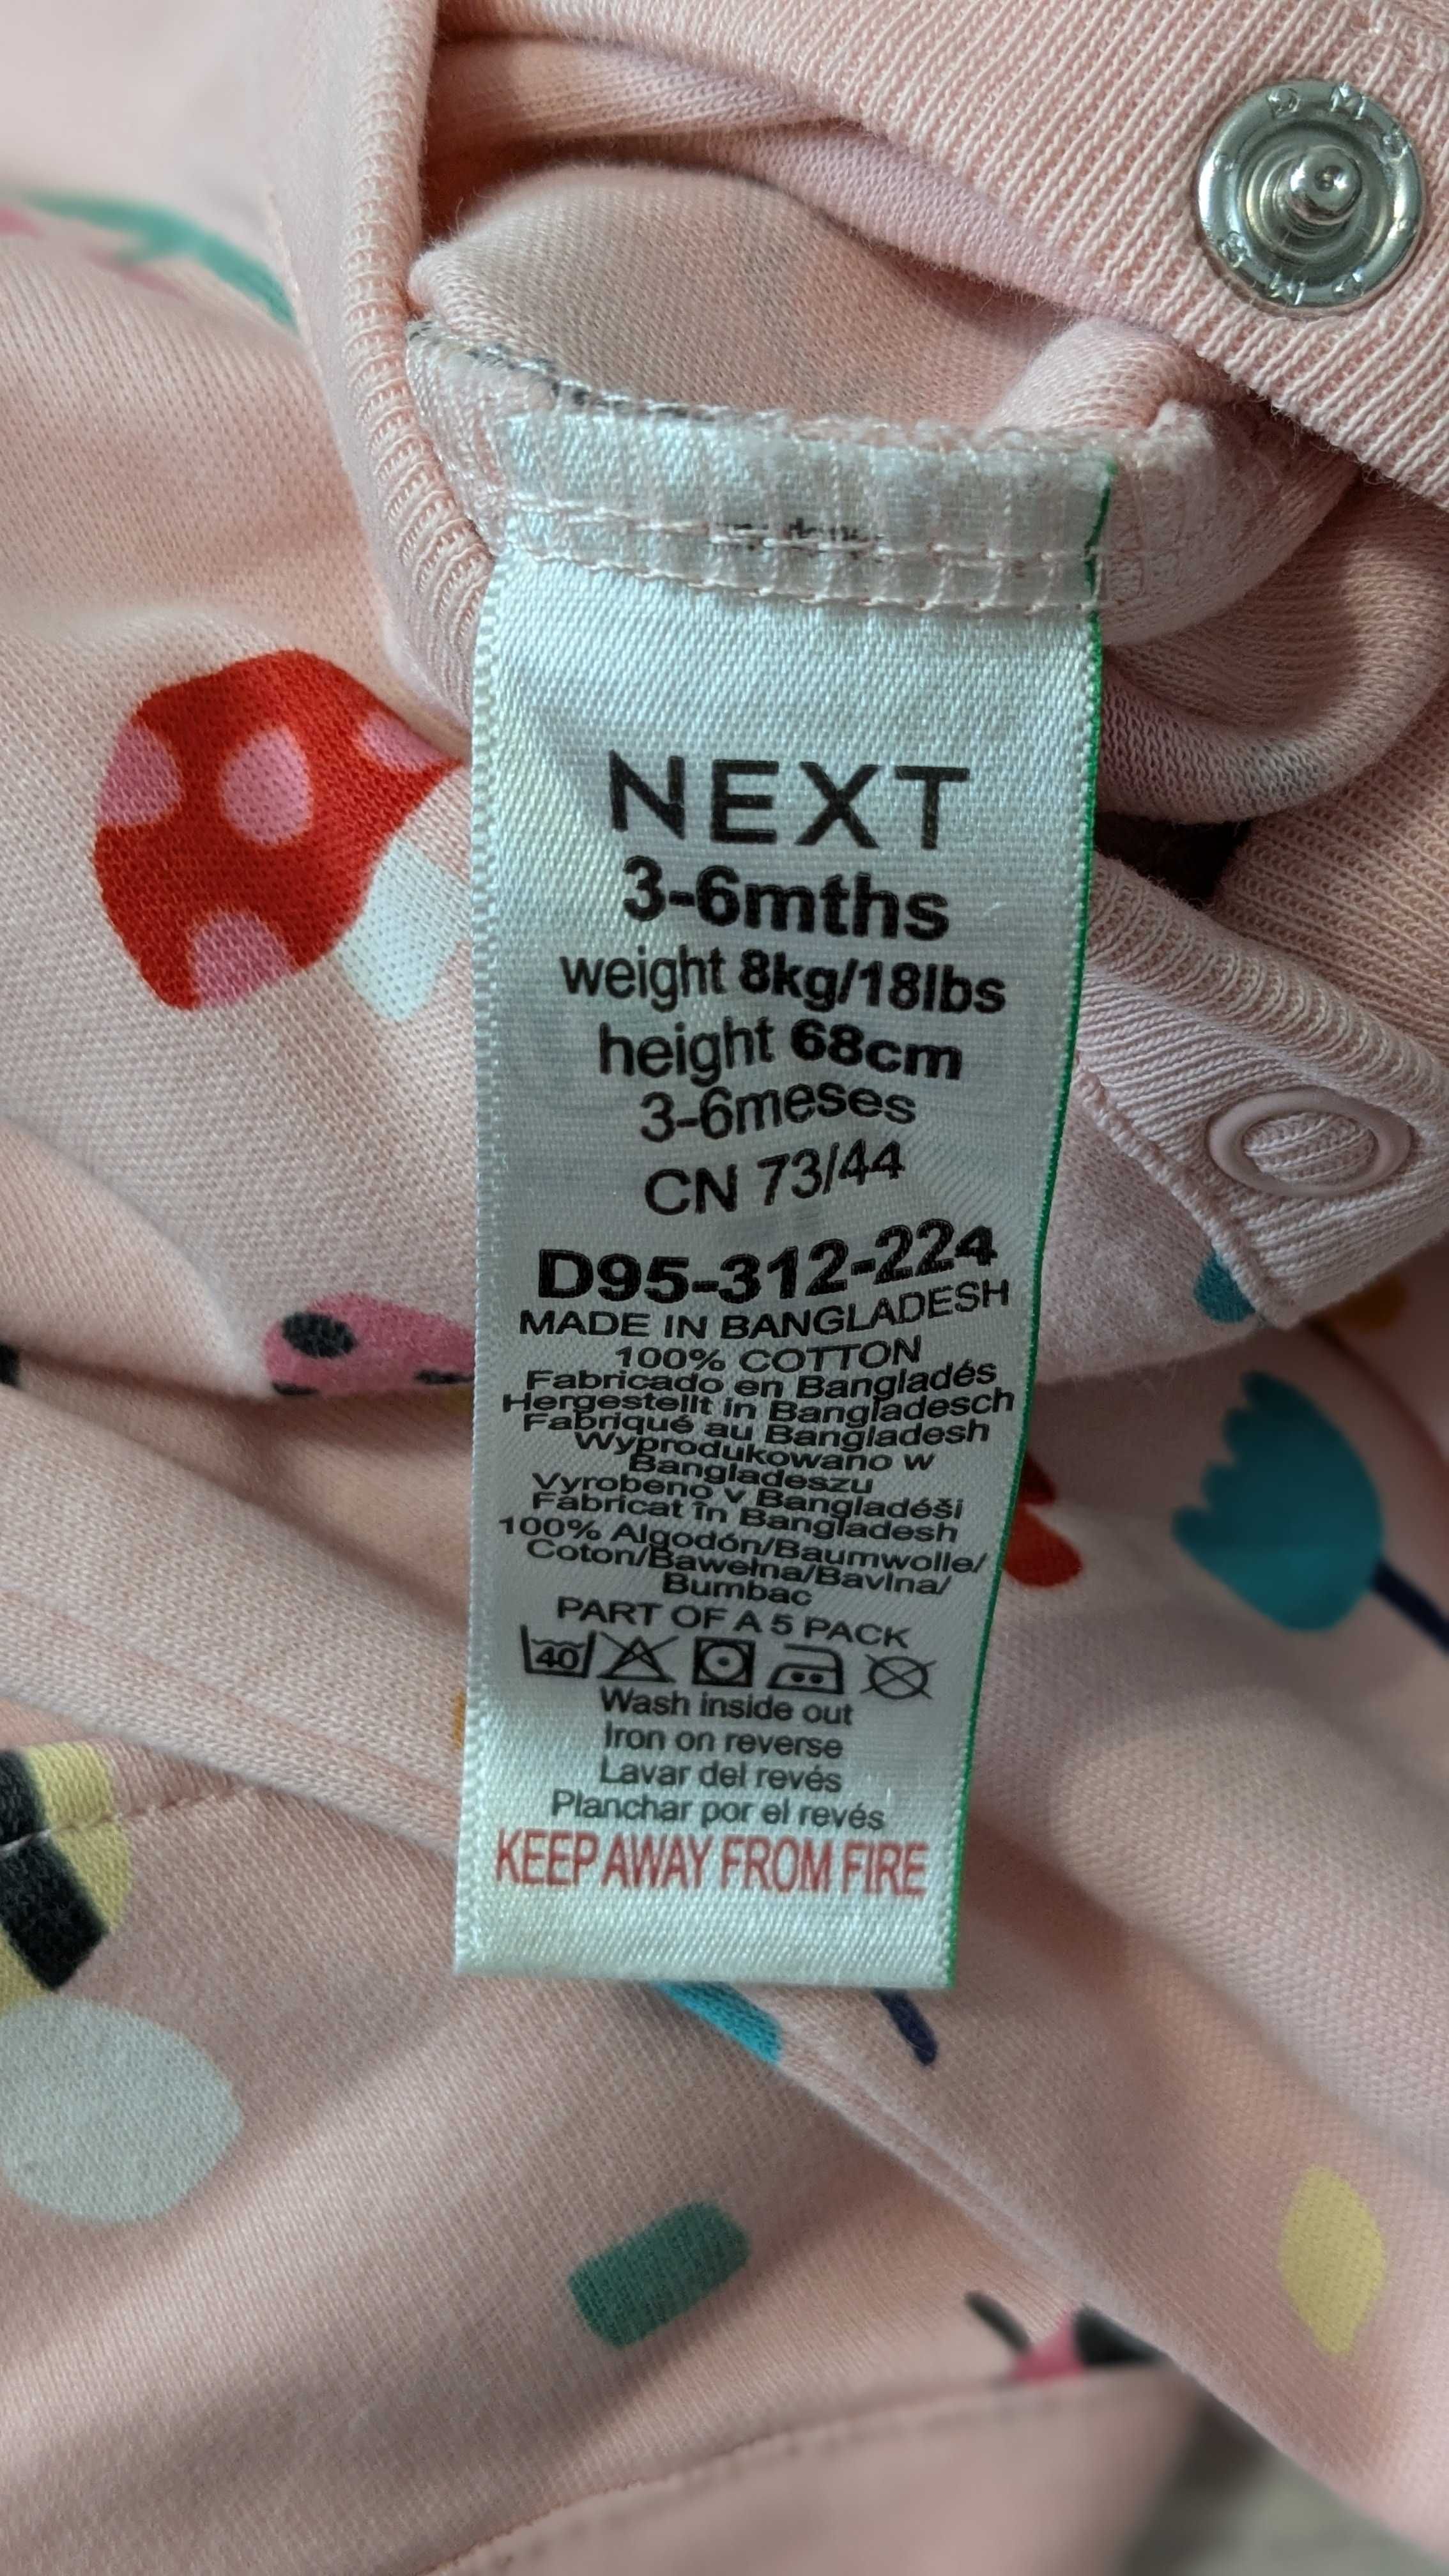 NEXT
3-6mths
weight 8kg/18lbs
height 68cm
3-6meses
CN 73/44
D95-312-224
MADE IN BANGLADESH
100% COTTON
Fabricado en Bangladés
Hergestellt in Bangladesch
Fabriqué au Bangladesh
Wyprodukowano w
Bangladeszu
Vyrobeno v Bangladéši
Fabricat în Bangladesh
100% Algodón/Baumwolle/
Coton/Bawełna/Bavlna/
Bumbac
PART OF A 5 PACK
40
Wash inside out
Iron on reverse
Lavar del revés
Planchar por el revés
KEEP AWAY FROM FIRE